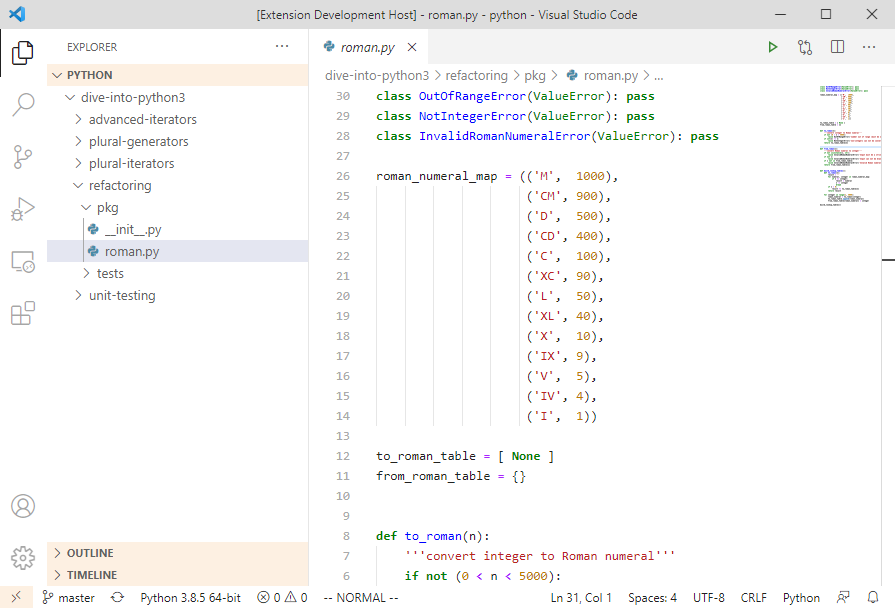 [Extension Development Host] - roman.py - python - Visual Studio Code
EXPLORER
PYTHON
dive-into-python3
advanced-iterators
plural-generators
plural-iterators
refactoring
pkg
__init__.py
roman.py
tests
unit-testing
OUTLINE
TIMELINE
roman.py
dive-into-python3 > refactoring > pkg > roman.py > ...
30 class OutOfRangeError(ValueError): pass
29 class NotIntegerError(ValueError): pass
28 class InvalidRomanNumeralError(ValueError): pass
27
26 roman_numeral_map = (('M',  1000),
25 ('CM', 900),
24 ('D',  500),
23 ('CD', 400),
22 ('C',  100),
21 ('XC', 90),
20 ('L',  50),
19 ('XL', 40),
18 ('X',  10),
17 ('IX', 9),
16 ('V',  5),
15 ('IV', 4),
14 ('I',  1))
13
12 to_roman_table = [ None ]
11 from_roman_table = {}
10
9
8 def to_roman(n):
7 '''convert integer to Roman numeral'''
6 if not (0 < n < 5000):
master Python 3.8.5 64-bit 0 0 -- NORMAL -- Ln 31, Col 1 Spaces: 4 UTF-8 CRLF Python